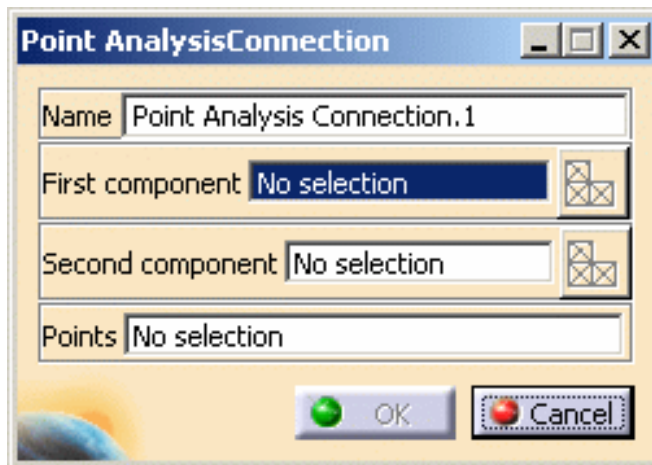 Point AnalysisConnection
Name Point Analysis Connection.1
First component No selection
Second component No selection
Points No selection
OK Cancel